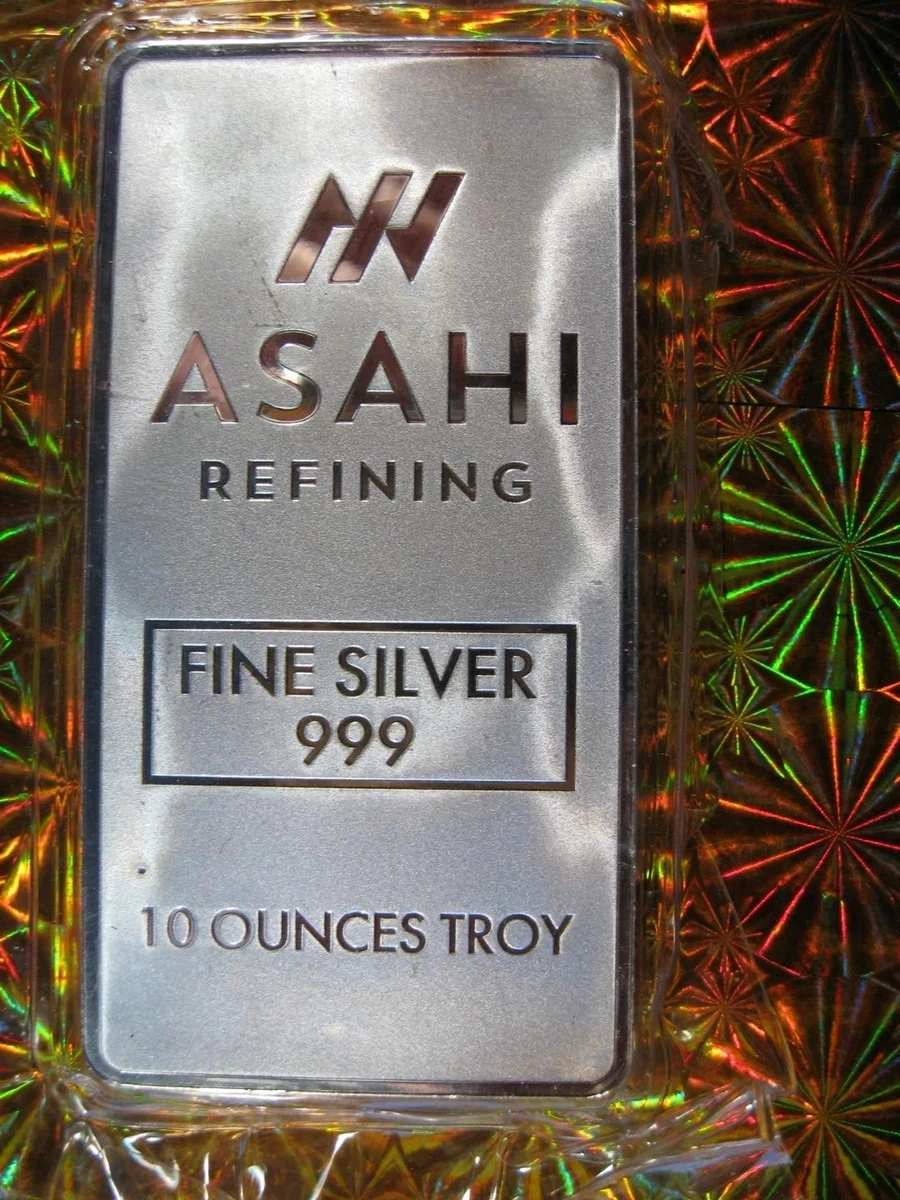 ASAHI
REFINING
FINE SILVER
999
10 OUNCES TROY